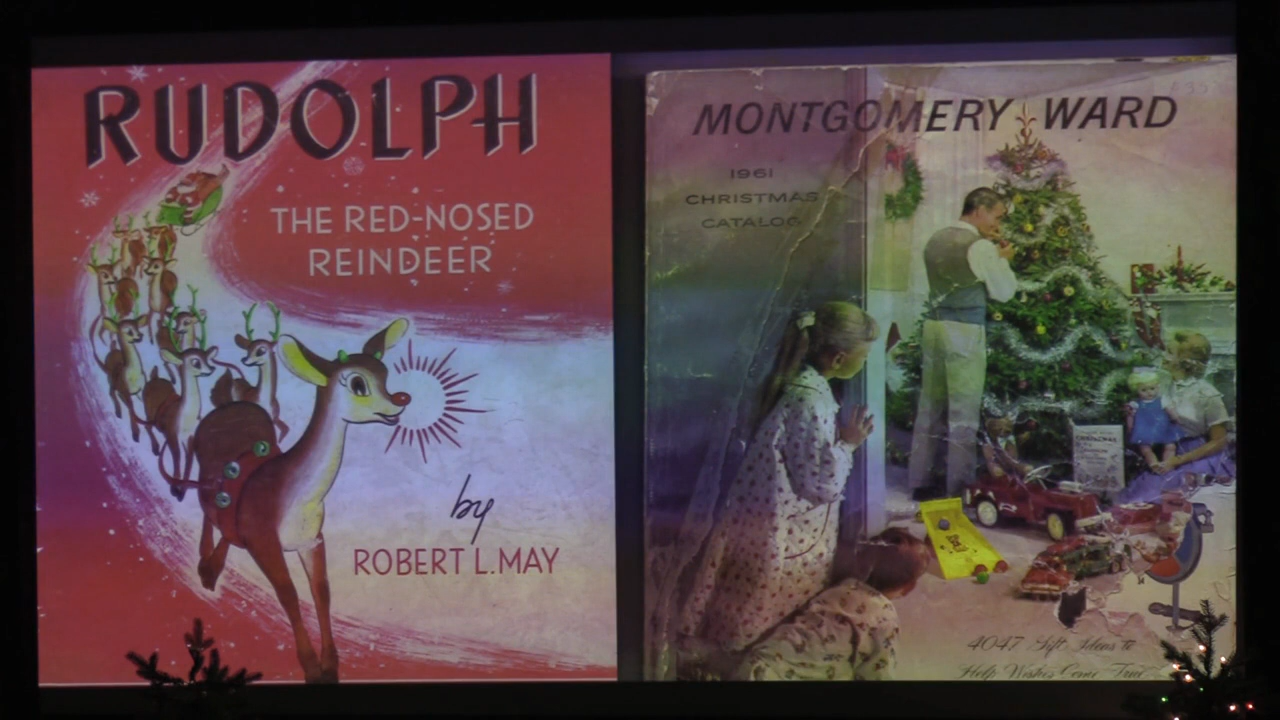 RUDOLPH
THE RED-NOSED
REINDEER
by
ROBERT L. MAY
MONTGOMERY WARD
1961
CHRISTMAS
CATALOG
4047 Gift Ideas to
Help Wishes Come True